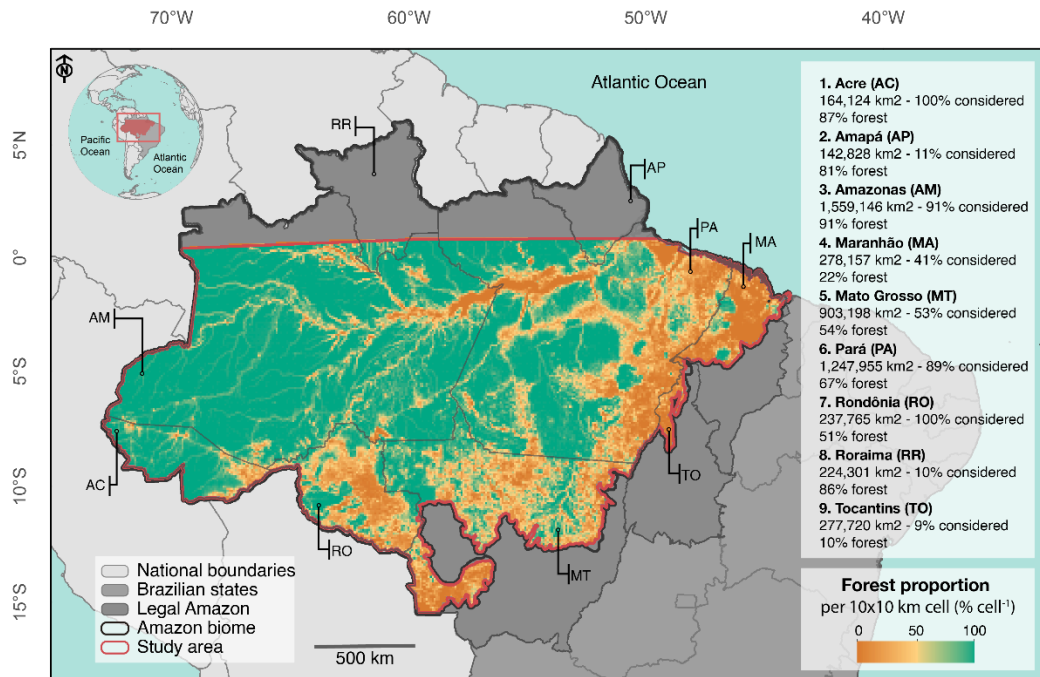 70°W 60°W 50°W 40°W
5°N
0°
5°S
10°S
15°S
N
Pacific
Ocean
Atlantic
Ocean
Atlantic Ocean
RR
AP
PA
MA
AM
AC
RO
MT
TO
National boundaries
Brazilian states
Legal Amazon
Amazon biome
Study area
500 km
1. Acre (AC)
164,124 km2 - 100% considered
87% forest
2. Amapá (AP)
142,828 km2 - 11% considered
81% forest
3. Amazonas (AM)
1,559,146 km2 - 91% considered
91% forest
4. Maranhão (MA)
278,157 km2 - 41% considered
22% forest
5. Mato Grosso (MT)
903,198 km2 - 53% considered
54% forest
6. Pará (PA)
1,247,955 km2 - 89% considered
67% forest
7. Rondônia (RO)
237,765 km2 - 100% considered
51% forest
8. Roraima (RR)
224,301 km2 - 10% considered
86% forest
9. Tocantins (TO)
277,720 km2 - 9% considered
10% forest
Forest proportion
per 10x10 km cell (% cell⁻¹)
0 50 100